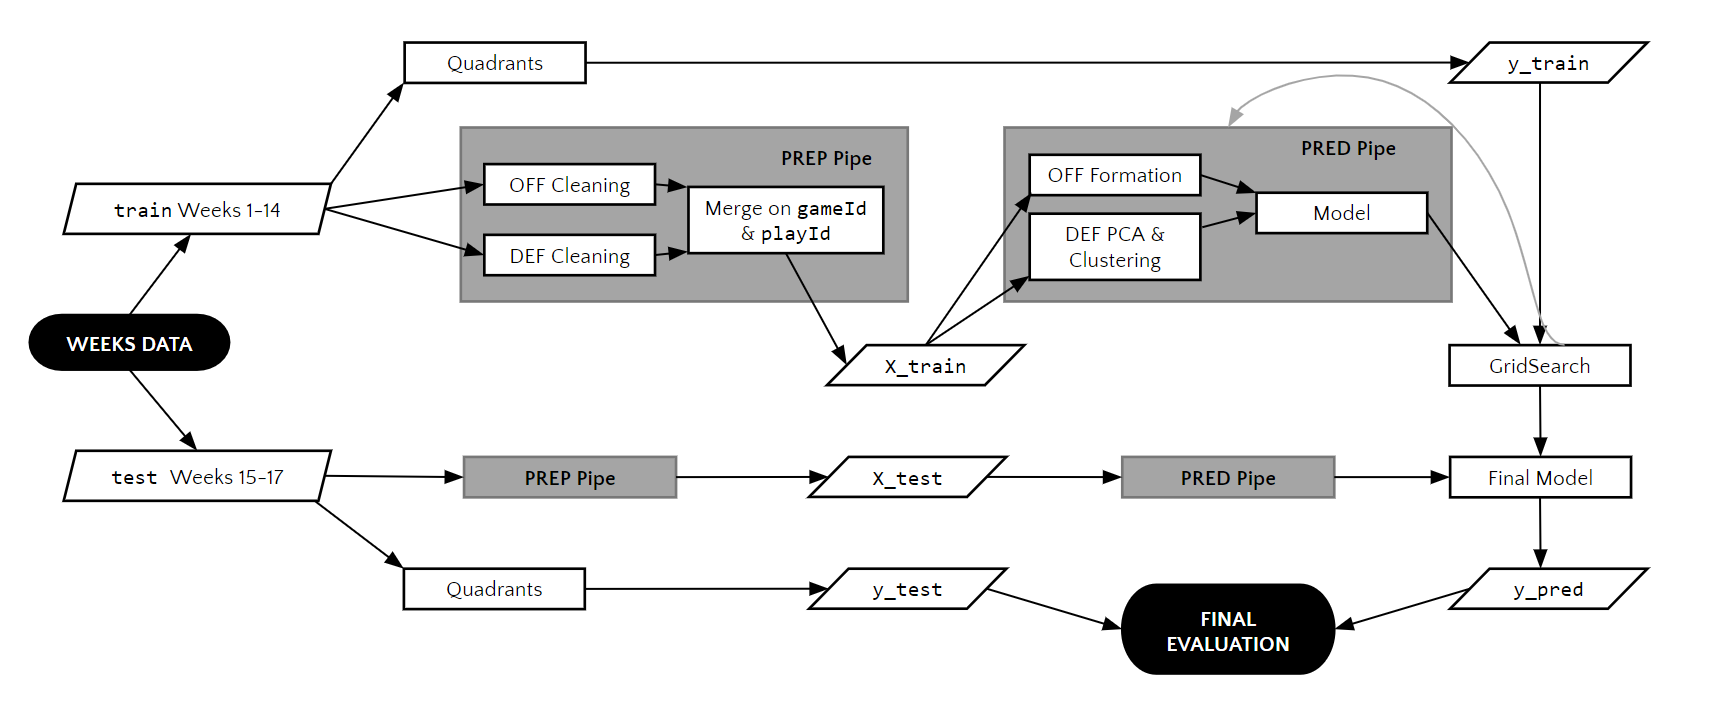 Quadrants
y_train
PREP Pipe
PRED Pipe
OFF Cleaning
OFF Formation
train Weeks 1-14
Merge on gameId
& playId
Model
DEF Cleaning
DEF PCA &
Clustering
WEEKS DATA
X_train
GridSearch
test Weeks 15-17
PREP Pipe
X_test
PRED Pipe
Final Model
Quadrants
y_test
y_pred
FINAL
EVALUATION